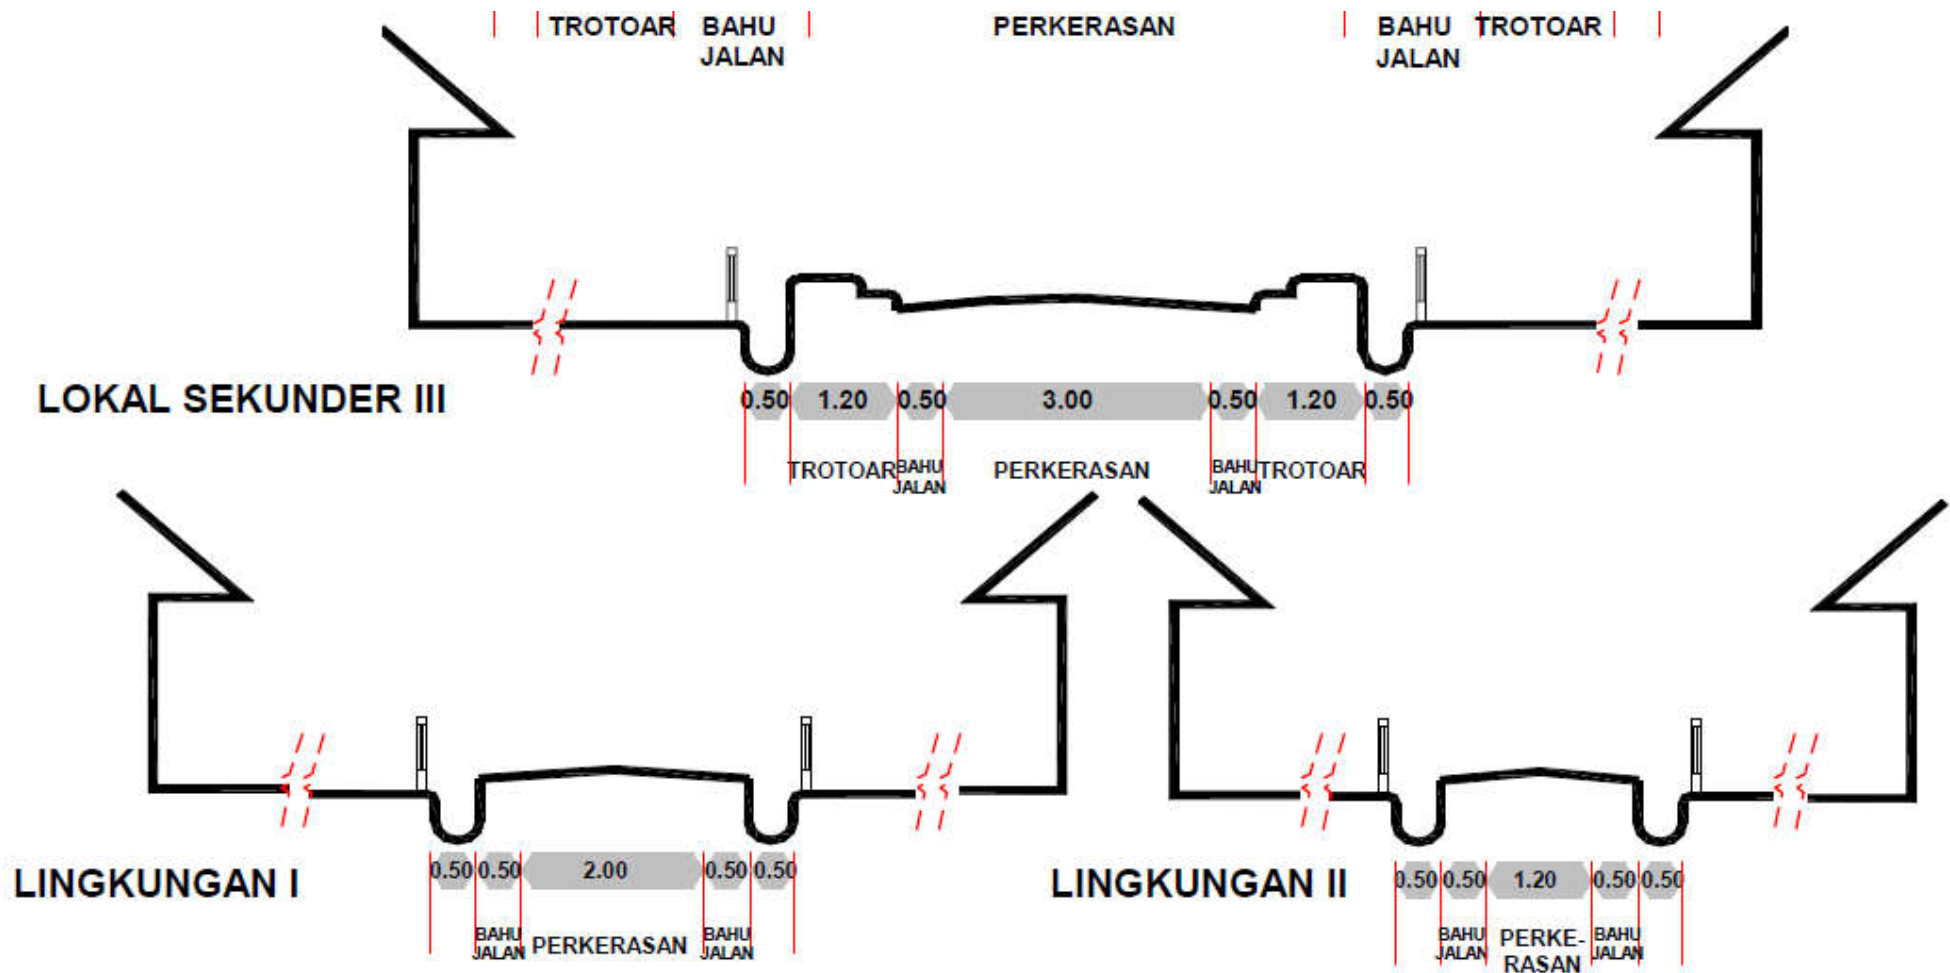 TROTOAR BAHU JALAN PERKERASAN BAHU JALAN TROTOAR
LOKAL SEKUNDER III
0.50 1.20 0.50 3.00 0.50 1.20 0.50
TROTOAR BAHU JALAN PERKERASAN BAHU JALAN TROTOAR
LINGKUNGAN I
0.50 0.50 2.00 0.50 0.50
BAHU JALAN PERKERASAN BAHU JALAN
LINGKUNGAN II
0.50 0.50 1.20 0.50 0.50
BAHU JALAN PERKE-RASAN BAHU JALAN